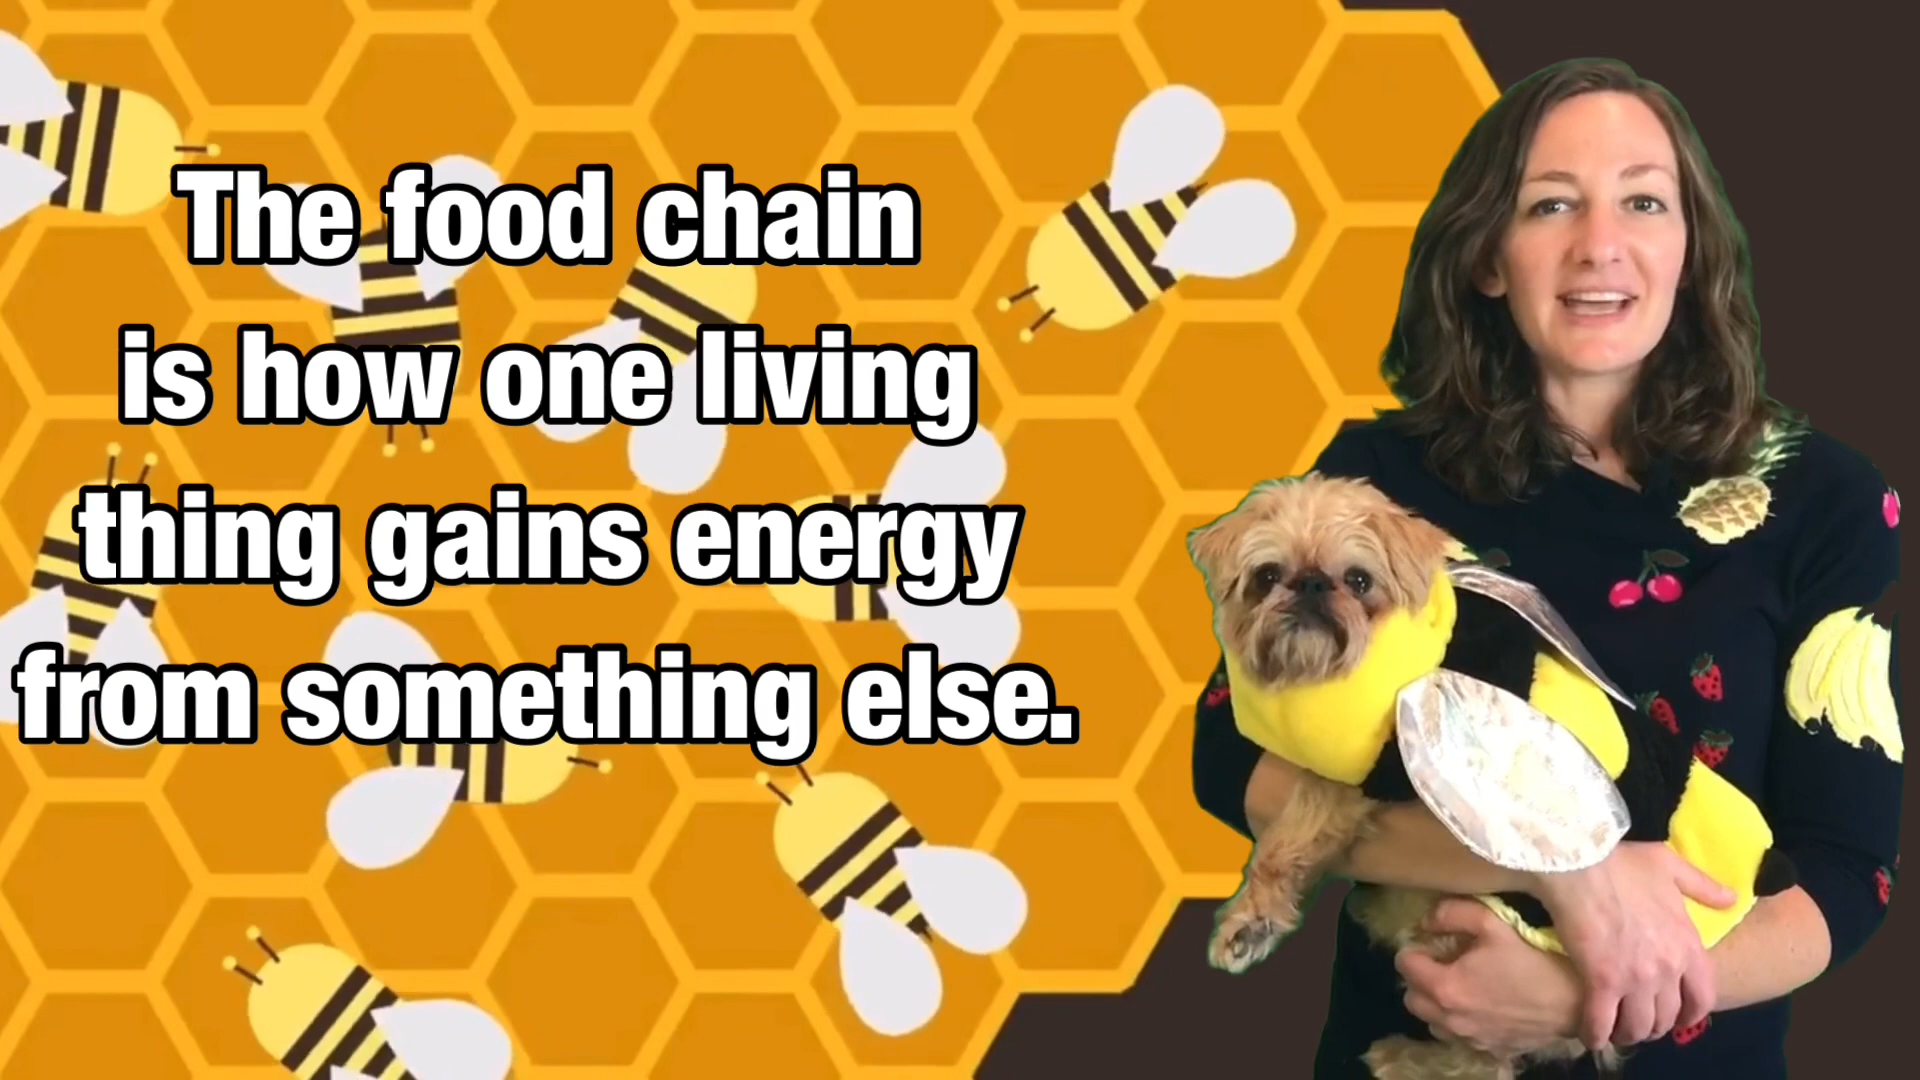 The food chain
is how one living
thing gains energy
from something else.